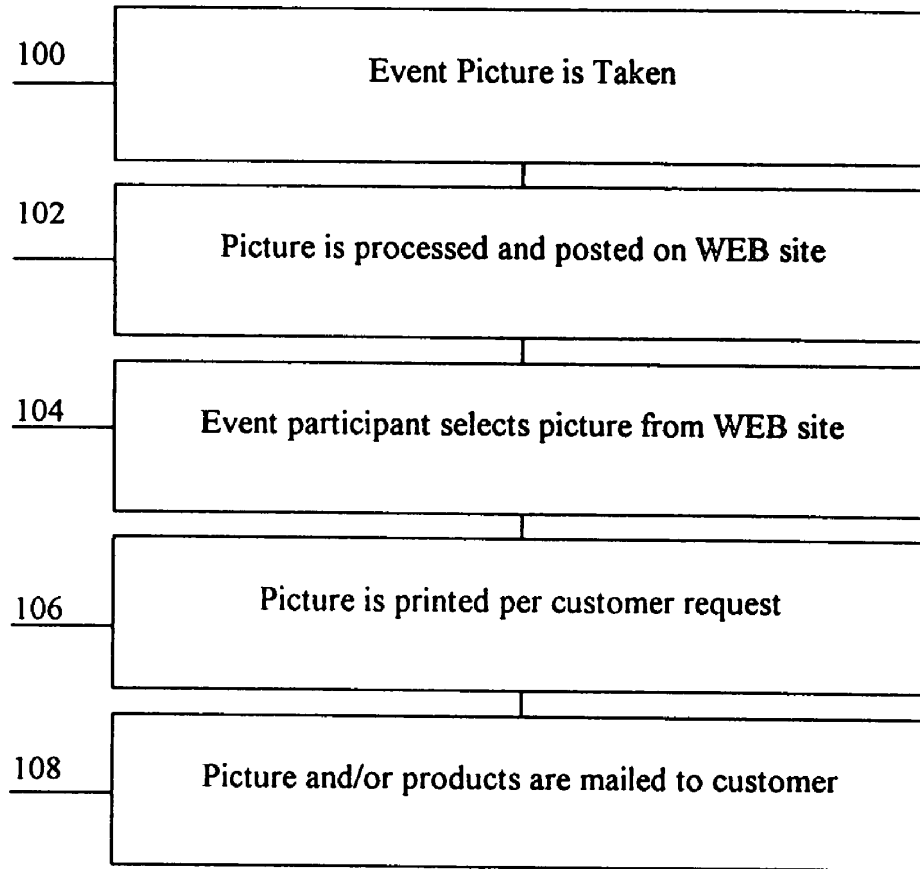 100
Event Picture is Taken
102
Picture is processed and posted on WEB site
104
Event participant selects picture from WEB site
106
Picture is printed per customer request
108
Picture and/or products are mailed to customer